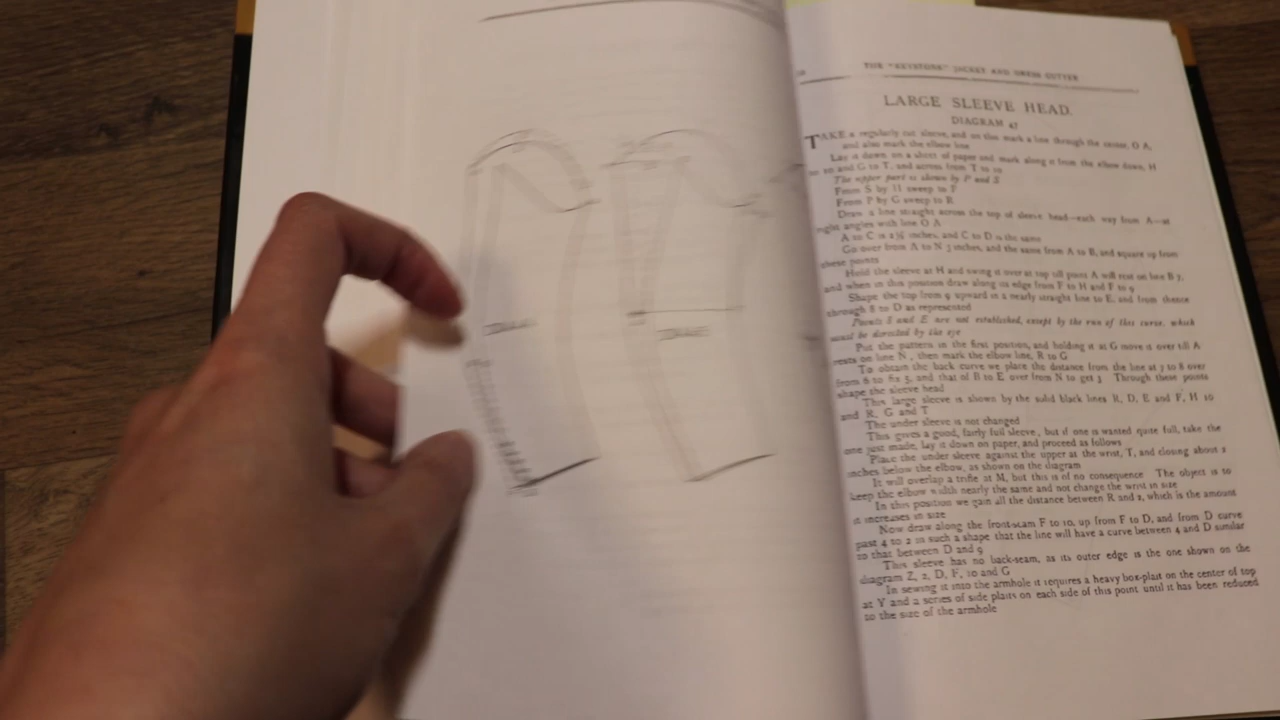 THE "KEYSTONE" JACKET AND DRESS CUTTER
LARGE SLEEVE HEAD.
DIAGRAM 47
TAKE a regularly cut sleeve, and on this mark a line through the center, O A,
and also mark the elbow line
Lay it down on a sheet of paper and mark along it from the elbow down, H
to 10 and G to T, and across from T to 10
The upper part is shown by P and S
From S by H sweep to F
From P by G sweep to R
Draw a line straight across the top of sleeve head—each way from A—at
right angles with line O A
A to C is 2½ inches, and C to D is the same
Go over from A to N 3 inches, and the same from A to B, and square up from
these points
Hold the sleeve at H and swing it over at top till point A will rest on line B 7,
and when in this position draw along its edge from F to H and F to 9
Shape the top from 9 upward in a nearly straight line to E, and from thence
through 8 to D as represented
Points 8 and E are not established, except by the run of this curve, which
must be directed by the eye
Put the pattern in the first position, and holding it at G move it over till A
rests on line N, then mark the elbow line, R to G
To obtain the back curve we place the distance from the line at 7 to 8 over
from 6 to fix 5, and that of B to E over from N to get 3 Through these points
shape the sleeve head
This large sleeve is shown by the solid black lines R, D, E and F, H 10
and R, G and T
The under sleeve is not changed
This gives a good, fairly full sleeve, but if one is wanted quite full, take the
one just made, lay it down on paper, and proceed as follows
Place the under sleeve against the upper at the wrist, T, and closing about 2
inches below the elbow, as shown on the diagram
It will overlap a trifle at M, but this is of no consequence The object is to
keep the elbow width nearly the same and not change the wrist in size
In this position we gain all the distance between R and 2, which is the amount
it increases in size
Now draw along the front-seam F to 10, up from F to D, and from D curve
past 4 to 2 in such a shape that the line will have a curve between 4 and D similar
to that between D and 9
This sleeve has no back-seam, as its outer edge is the one shown on the
diagram Z, 2, D, F, 10 and G
In sewing it into the armhole it requires a heavy box-plait on the center of top
at Y and a series of side plaits on each side of this point until it has been reduced
to the size of the armhole